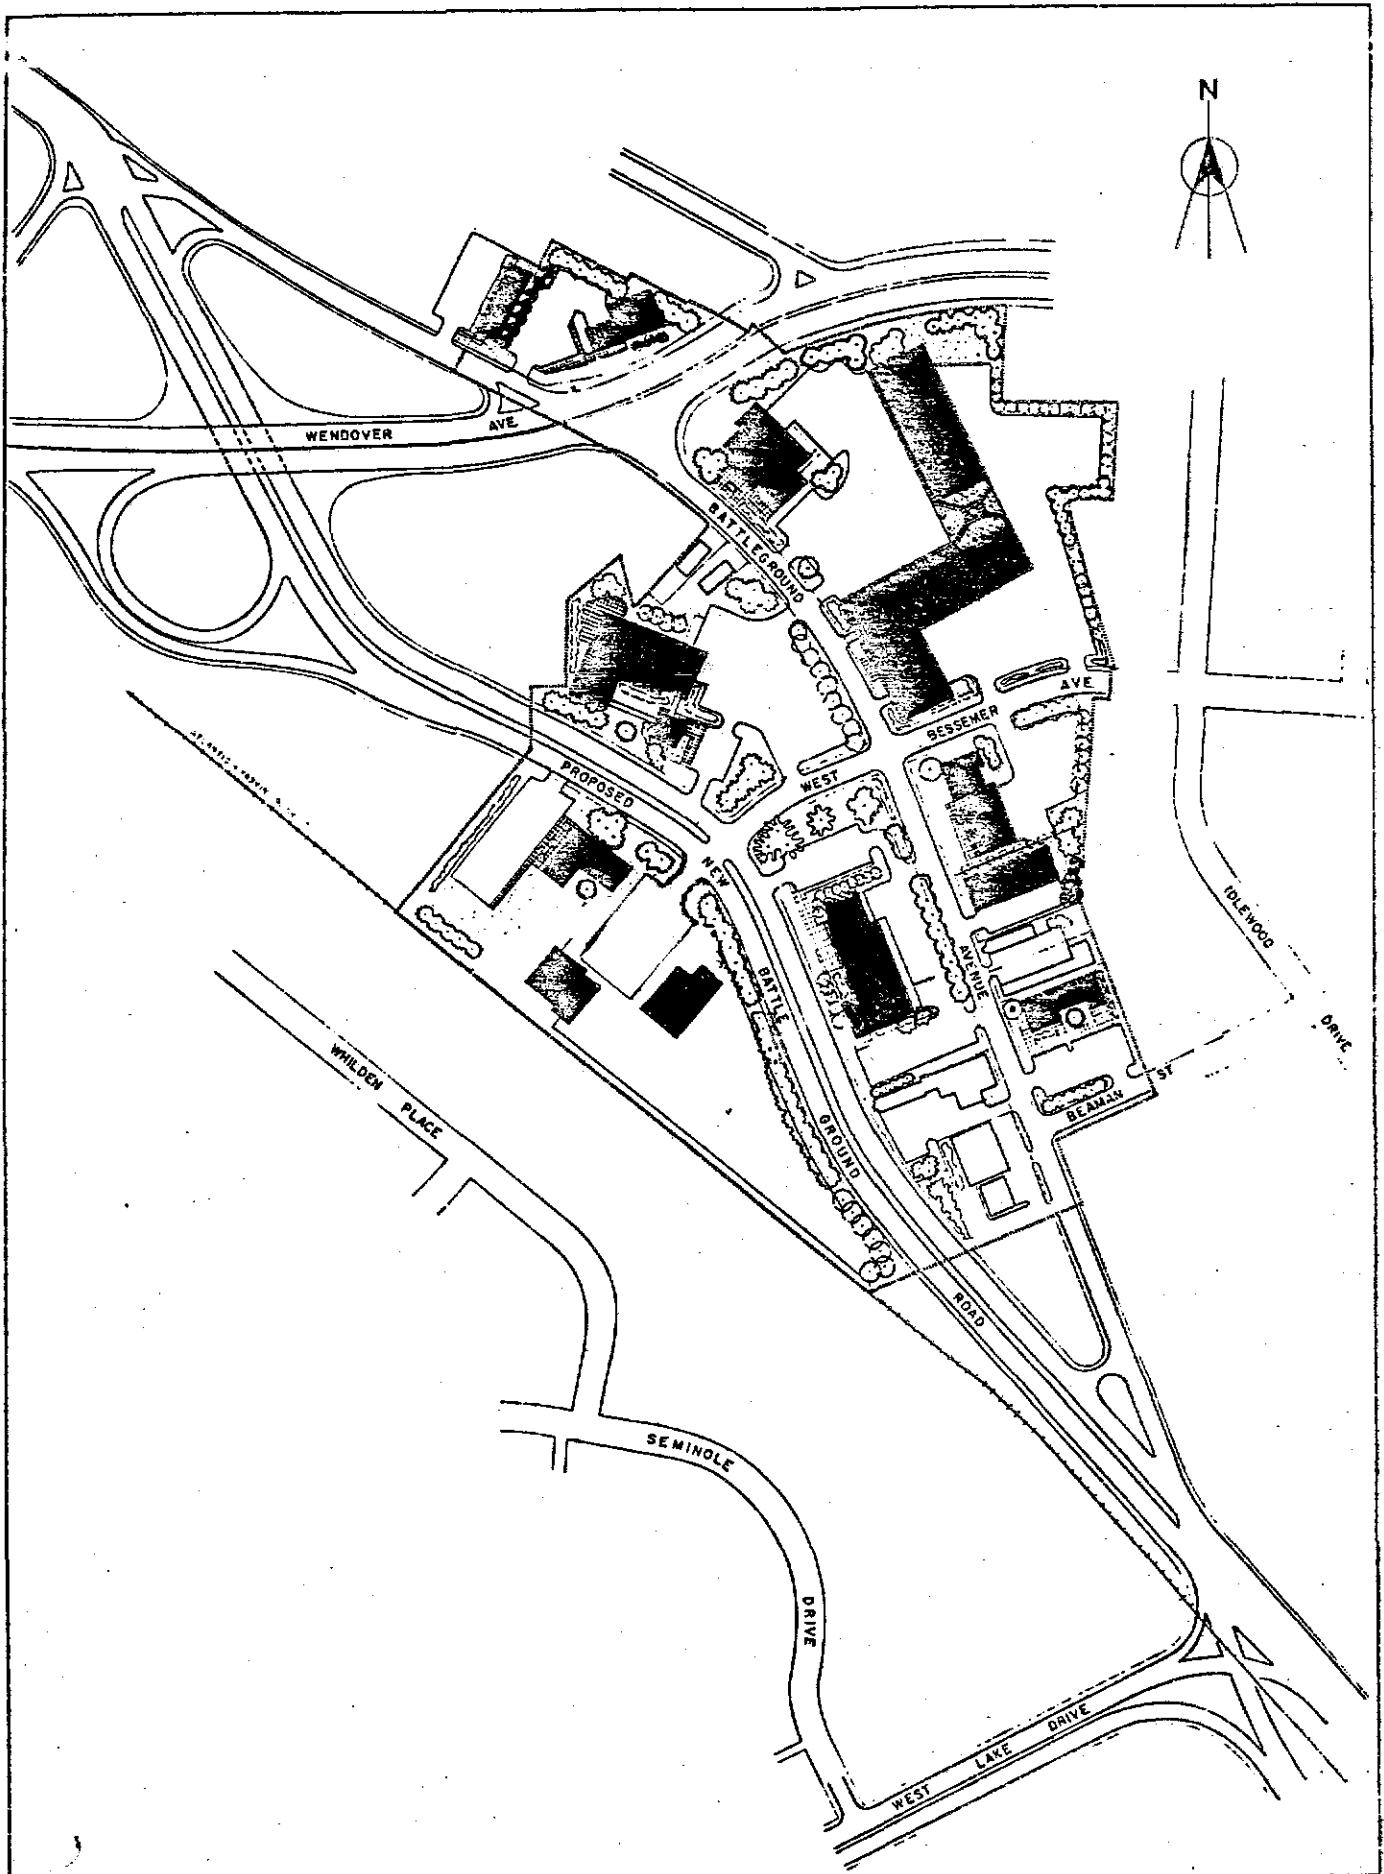 N
WENDOVER AVE
BATTLEGROUND AVENUE
WEST BESSEMER AVE
PROPOSED NEW BATTLE GROUND ROAD
IDLEWOOD DRIVE
BEAMAN ST
WHILDEN PLACE
SEMINOLE DRIVE
WEST LAKE DRIVE